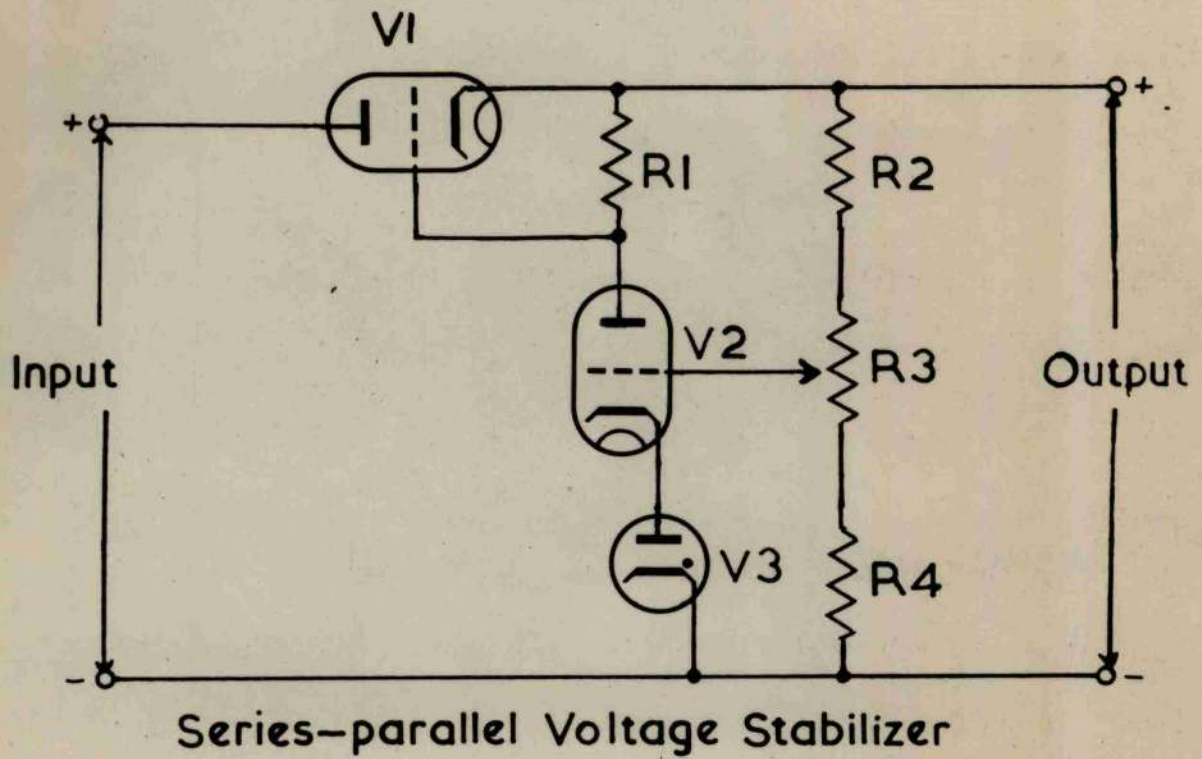 V1
+
+
R1
R2
V2
R3
Input
Output
V3
R4
-
-
Series-parallel Voltage Stabilizer